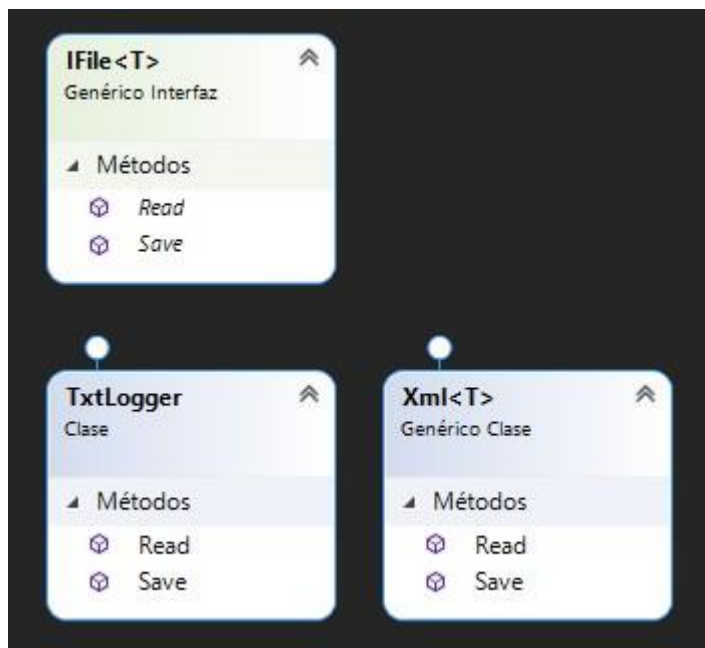 IFile<T>
Genérico Interfaz
Métodos
Read
Save
TxtLogger
Clase
Métodos
Read
Save
Xml<T>
Genérico Clase
Métodos
Read
Save